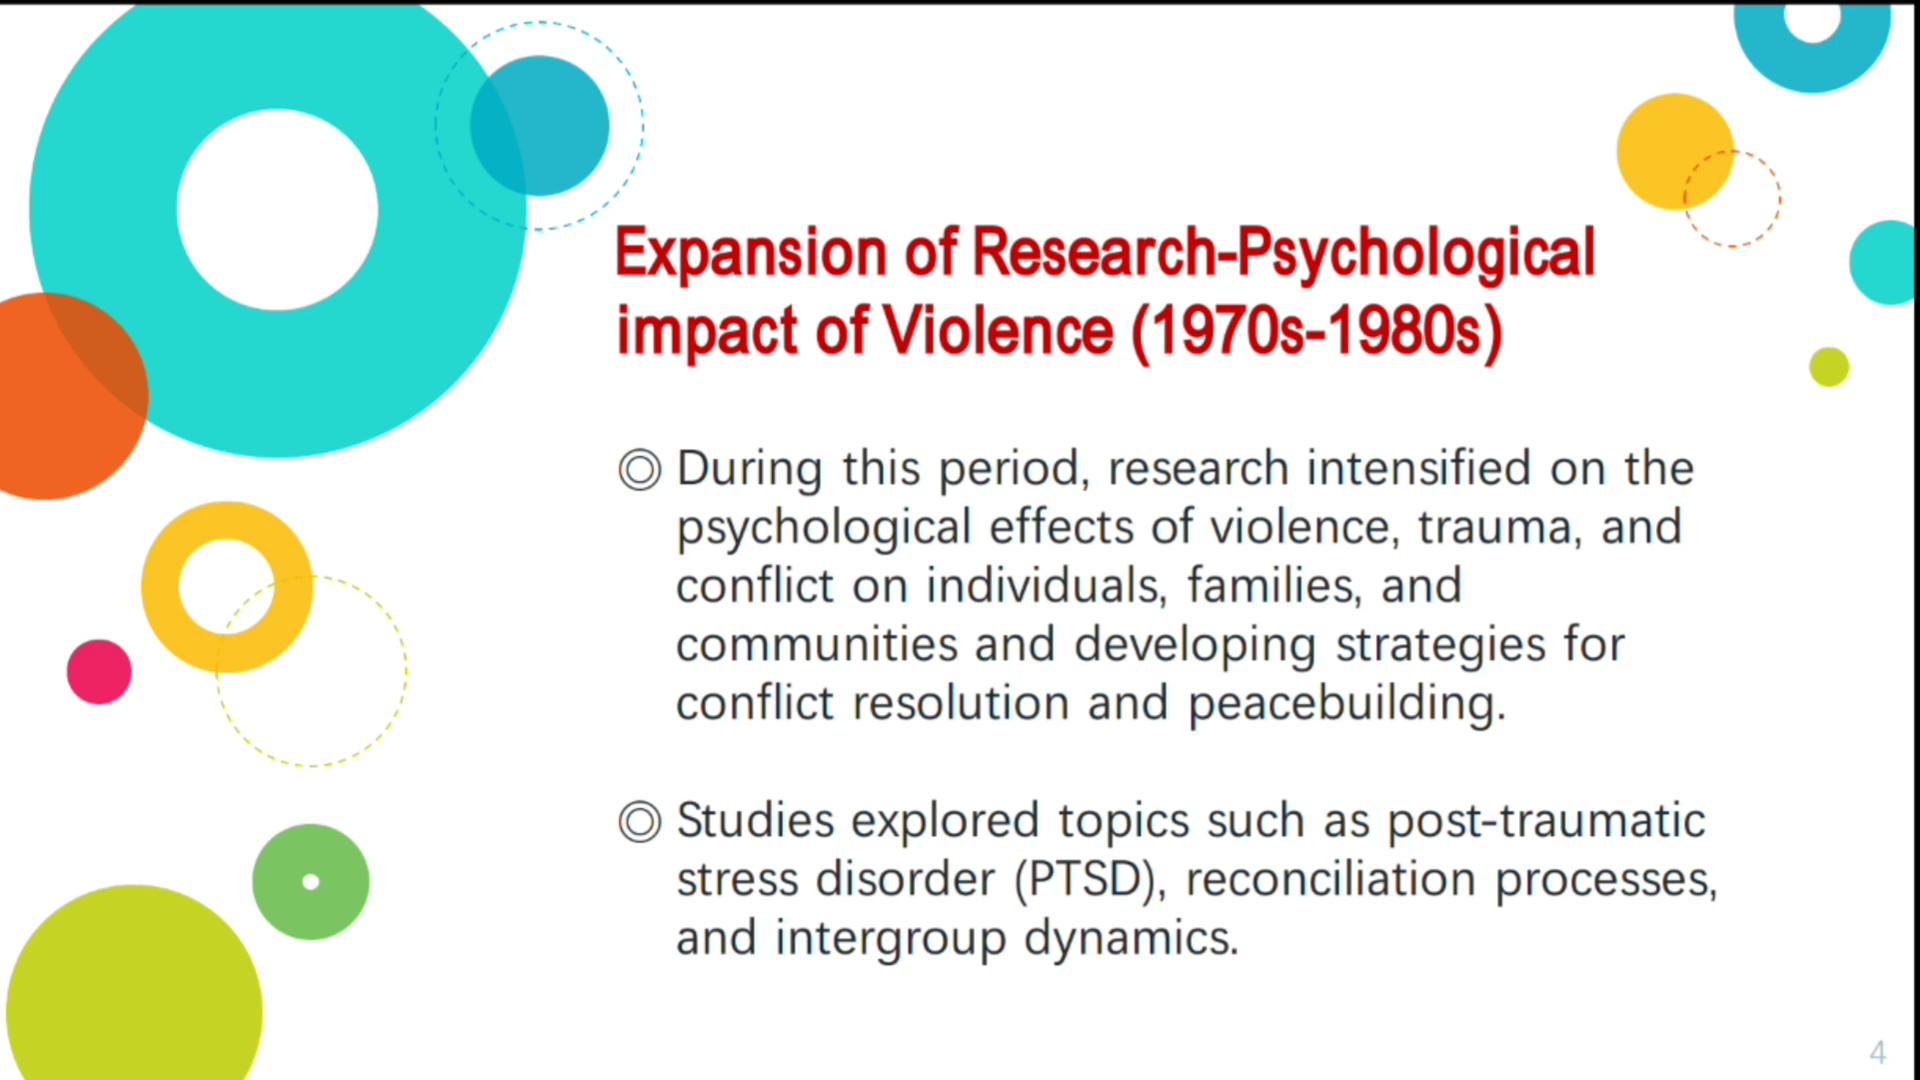 Expansion of Research-Psychological
impact of Violence (1970s-1980s)
◎ During this period, research intensified on the
psychological effects of violence, trauma, and
conflict on individuals, families, and
communities and developing strategies for
conflict resolution and peacebuilding.
◎ Studies explored topics such as post-traumatic
stress disorder (PTSD), reconciliation processes,
and intergroup dynamics.
4